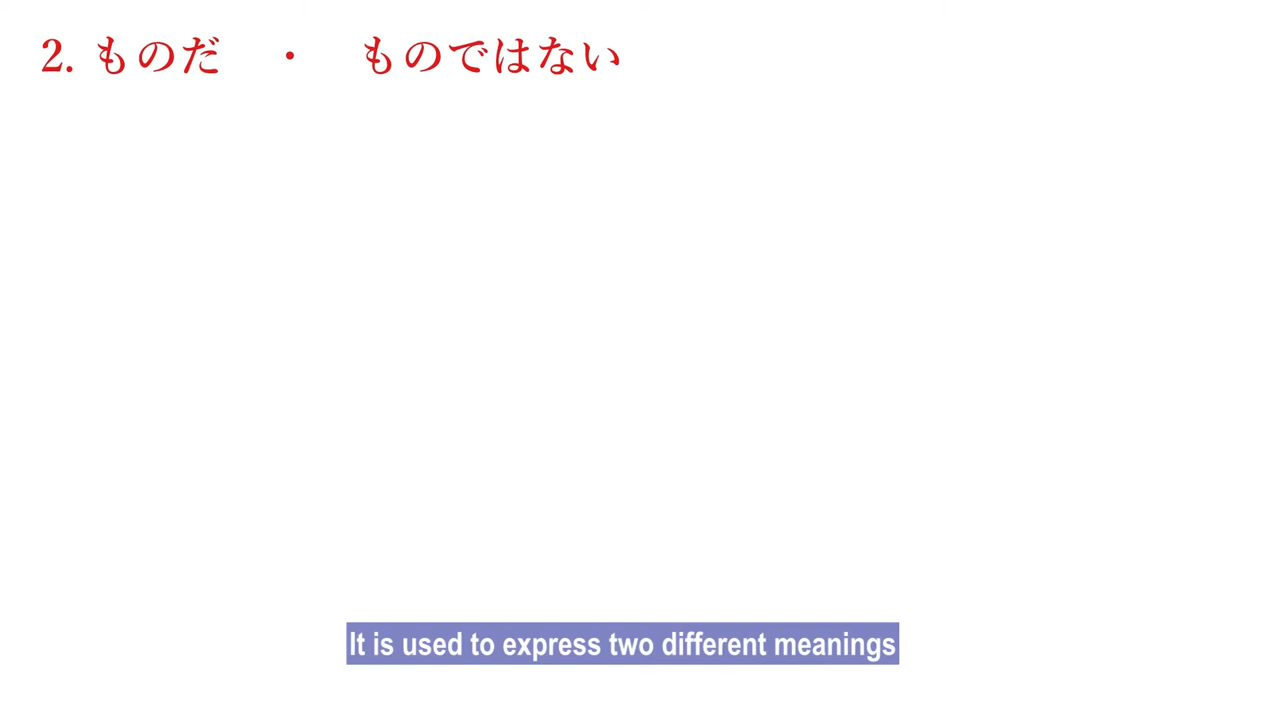 2. ものだ ・ ものではない
It is used to express two different meanings